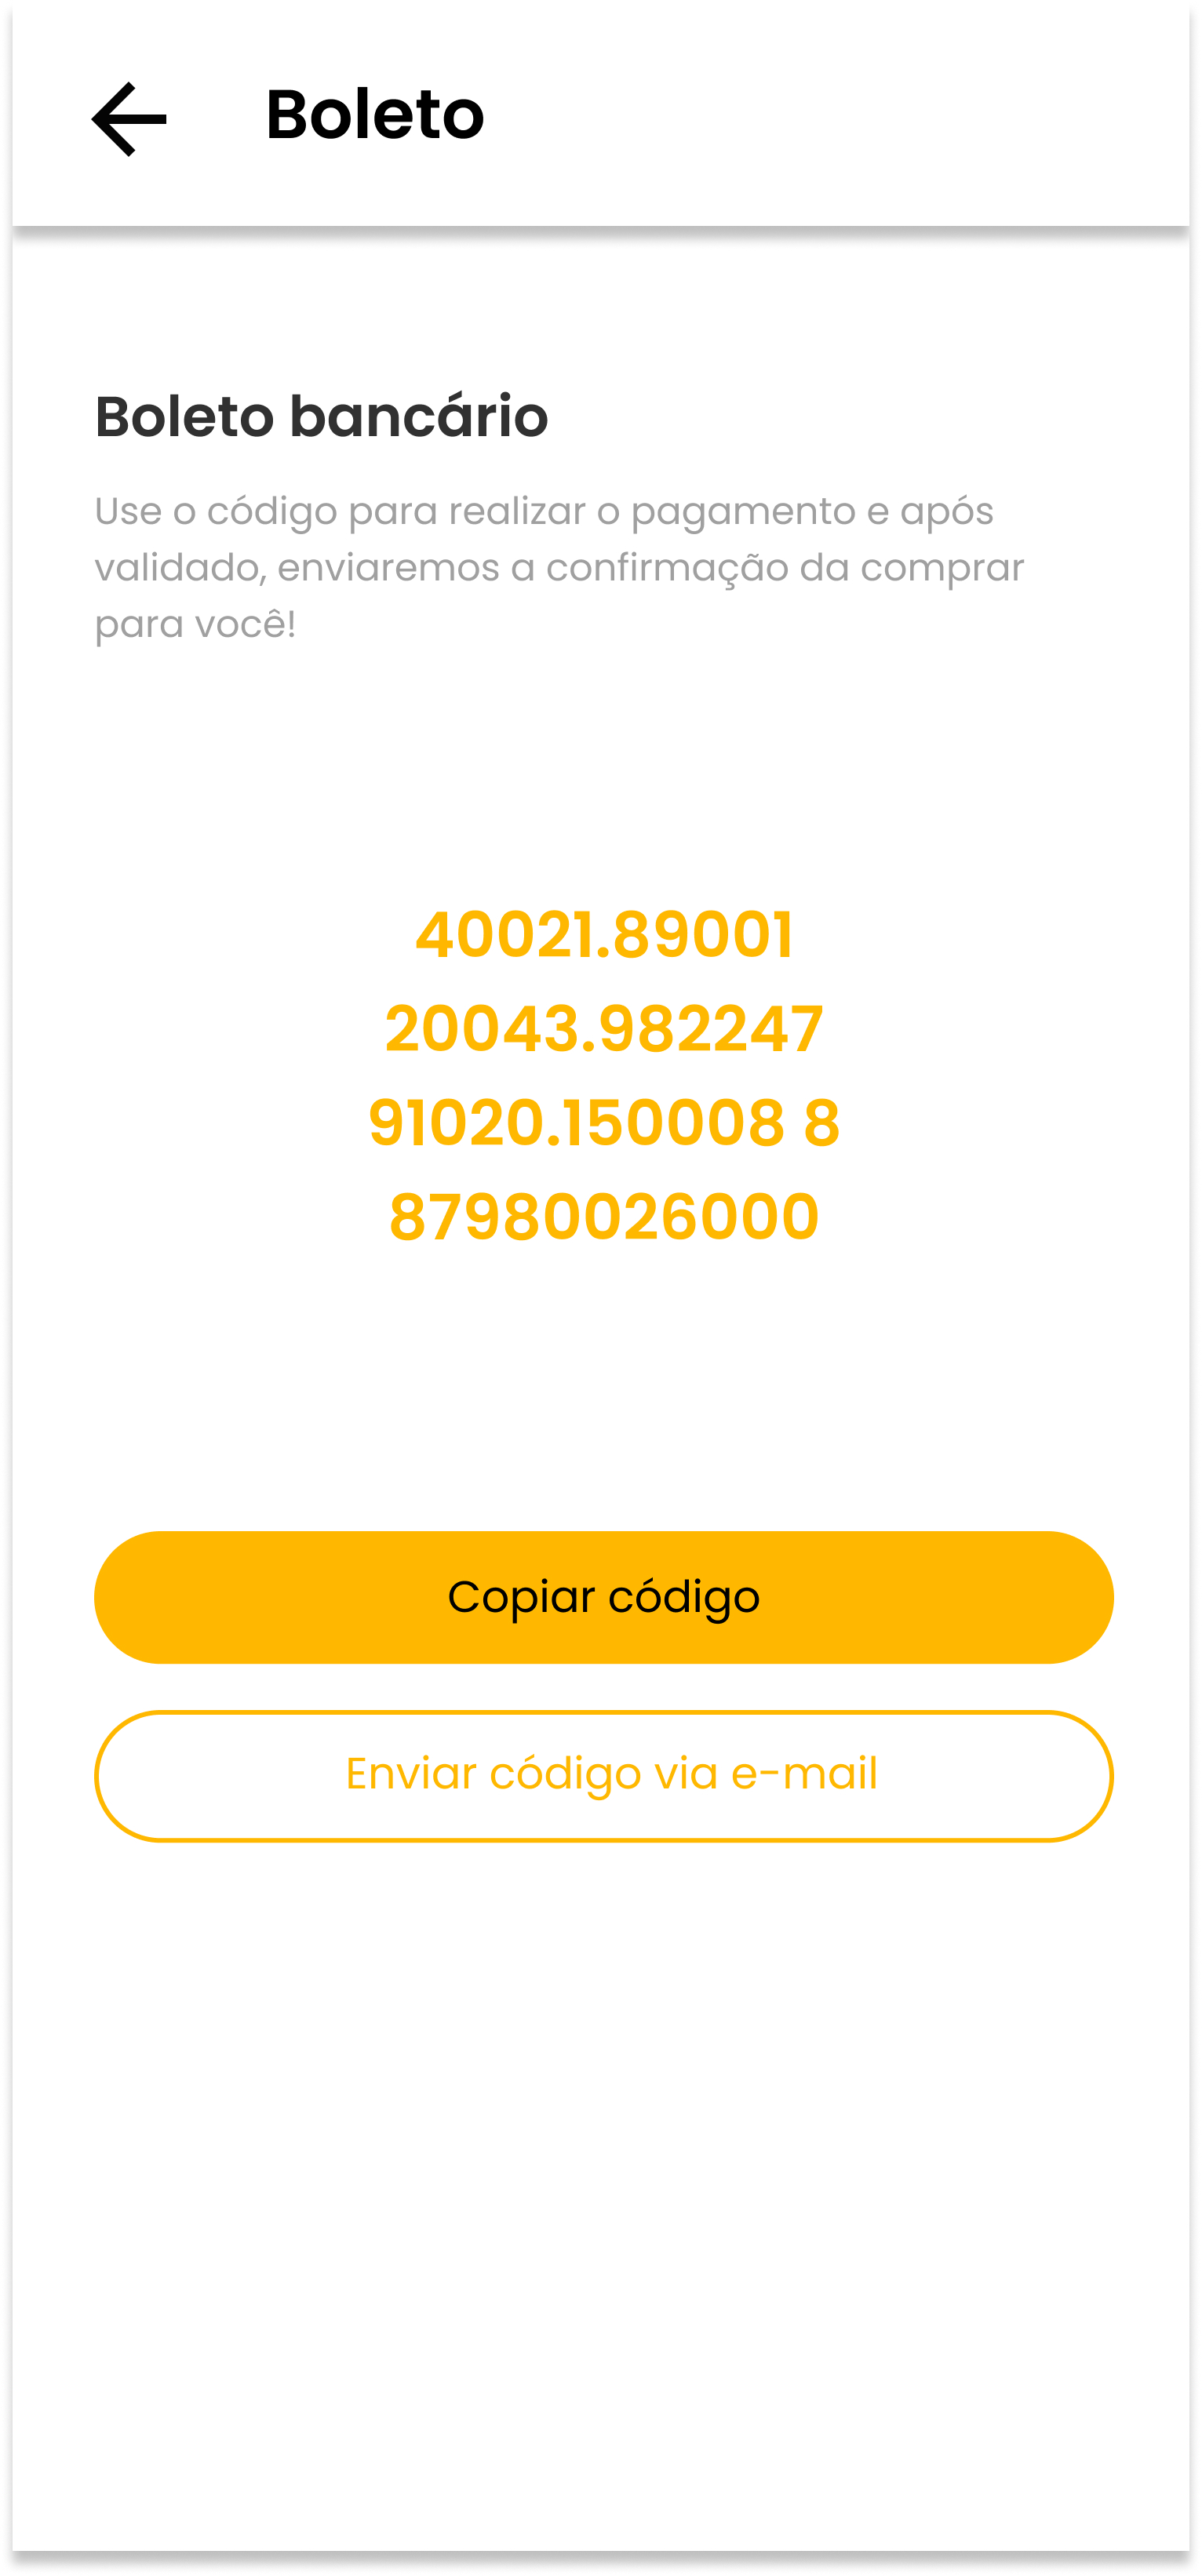 Boleto
Boleto bancário
Use o código para realizar o pagamento e após
validado, enviaremos a confirmação da comprar
para você!
40021.89001
20043.982247
91020.150008 8
87980026000
Copiar código
Enviar código via e-mail